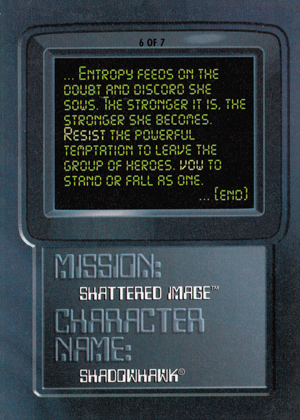 6 OF 7
... ENTROPY FEEDS ON THE
DOUBT AND DISCORD SHE
SOWS. THE STRONGER IT IS, THE
STRONGER SHE BECOMES.
RESIST THE POWERFUL
TEMPTATION TO LEAVE THE
GROUP OF HEROES. VOW TO
STAND OR FALL AS ONE.
... {END}
MISSION:
SHATTERED IMAGE™
CHARACTER
NAME:
SHADOWHAWK®